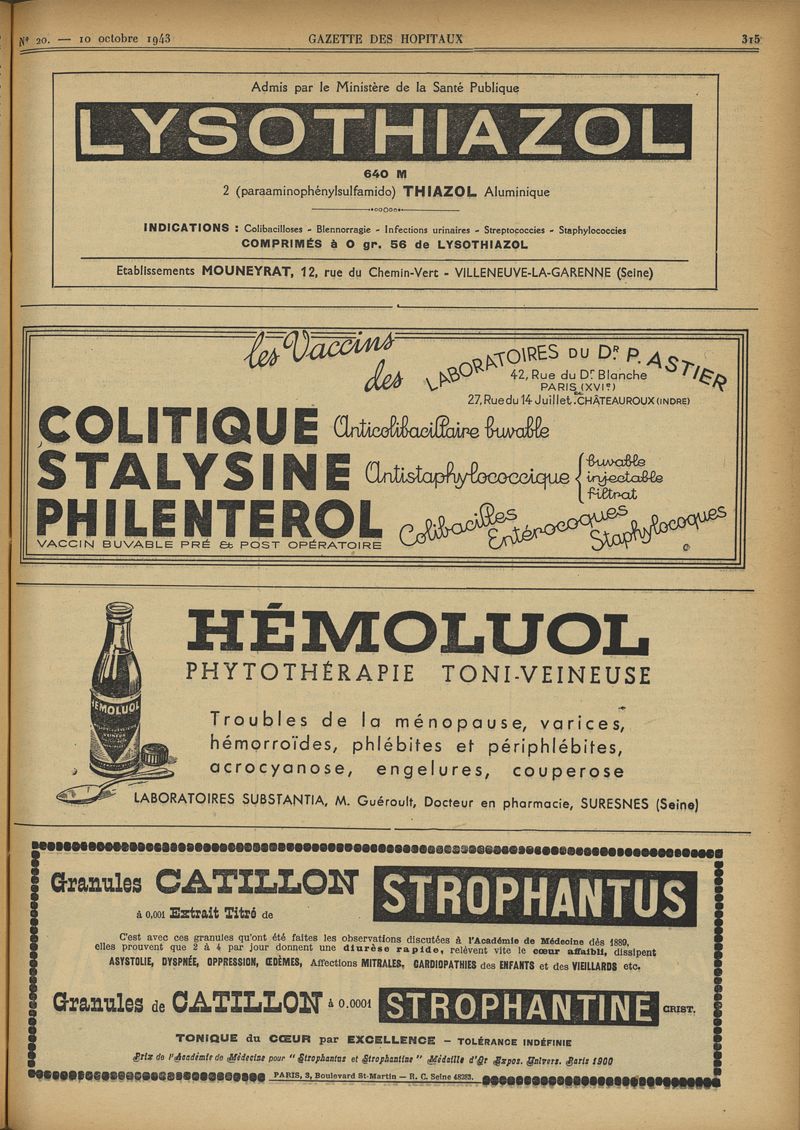 Nº 20. — 10 octobre 1943 GAZETTE DES HOPITAUX 315
Admis par le Ministère de la Santé Publique
LYSOTHIAZOL
640 M
2 (paraaminophénylsulfamido) THIAZOL Aluminique
INDICATIONS : Colibacilloses - Blennorragie - Infections urinaires - Streptococcies - Staphylococcies
COMPRIMÉS à 0 gr. 56 de LYSOTHIAZOL
Etablissements MOUNEYRAT, 12, rue du Chemin-Vert - VILLENEUVE-LA-GARENNE (Seine)
les Vaccins
des LABORATOIRES DU Dr P. ASTIER
42, Rue du Dr Blanche
PARIS (XVIe)
27, Rue du 14 Juillet. CHÂTEAUROUX (INDRE)
COLITIQUE Anticolibacillaire buvable
STALYSINE Antistaphylococcique { buvable
injectable
filtrat
PHILENTEROL Colibacilles
Entérocoques
Staphylocoques
VACCIN BUVABLE PRÉ & POST OPÉRATOIRE
HÉMOLUOL
PHYTOTHÉRAPIE TONI-VEINEUSE
HEMOLUOL
Troubles de la ménopause, varices,
hémorroïdes, phlébites et périphlébites,
acrocyanose, engelures, couperose
LABORATOIRES SUBSTANTIA, M. Guéroult, Docteur en pharmacie, SURESNES (Seine)
Granules CATILLON STROPHANTUS
à 0,001 Extrait Titré de
C'est avec ces granules qu'ont été faites les observations discutées à l'Académie de Médecine dès 1889,
elles prouvent que 2 à 4 par jour donnent une diurèse rapide, relèvent vite le cœur affaibli, dissipent
ASYSTOLIE, DYSPNÉE, OPPRESSION, ŒDÈMES, Affections MITRALES, CARDIOPATHIES des ENFANTS et des VIEILLARDS etc.
Granules de CATILLON à 0.0001 STROPHANTINE CRIST.
TONIQUE du CŒUR par EXCELLENCE - TOLÉRANCE INDÉFINIE
Prix de l'Académie de Médecine pour "Strophantus et Strophantine" Médaille d'Or Expos. Univers. Paris 1900
PARIS, 3, Boulevard St-Martin — R. C. Seine 48283.